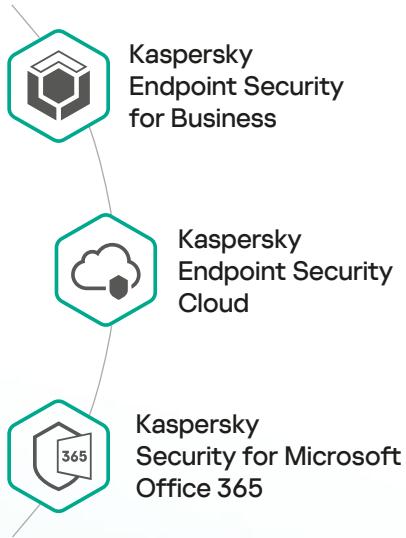 Kaspersky
Endpoint Security
for Business
Kaspersky
Endpoint Security
Cloud
365
Kaspersky
Security for Microsoft
Office 365